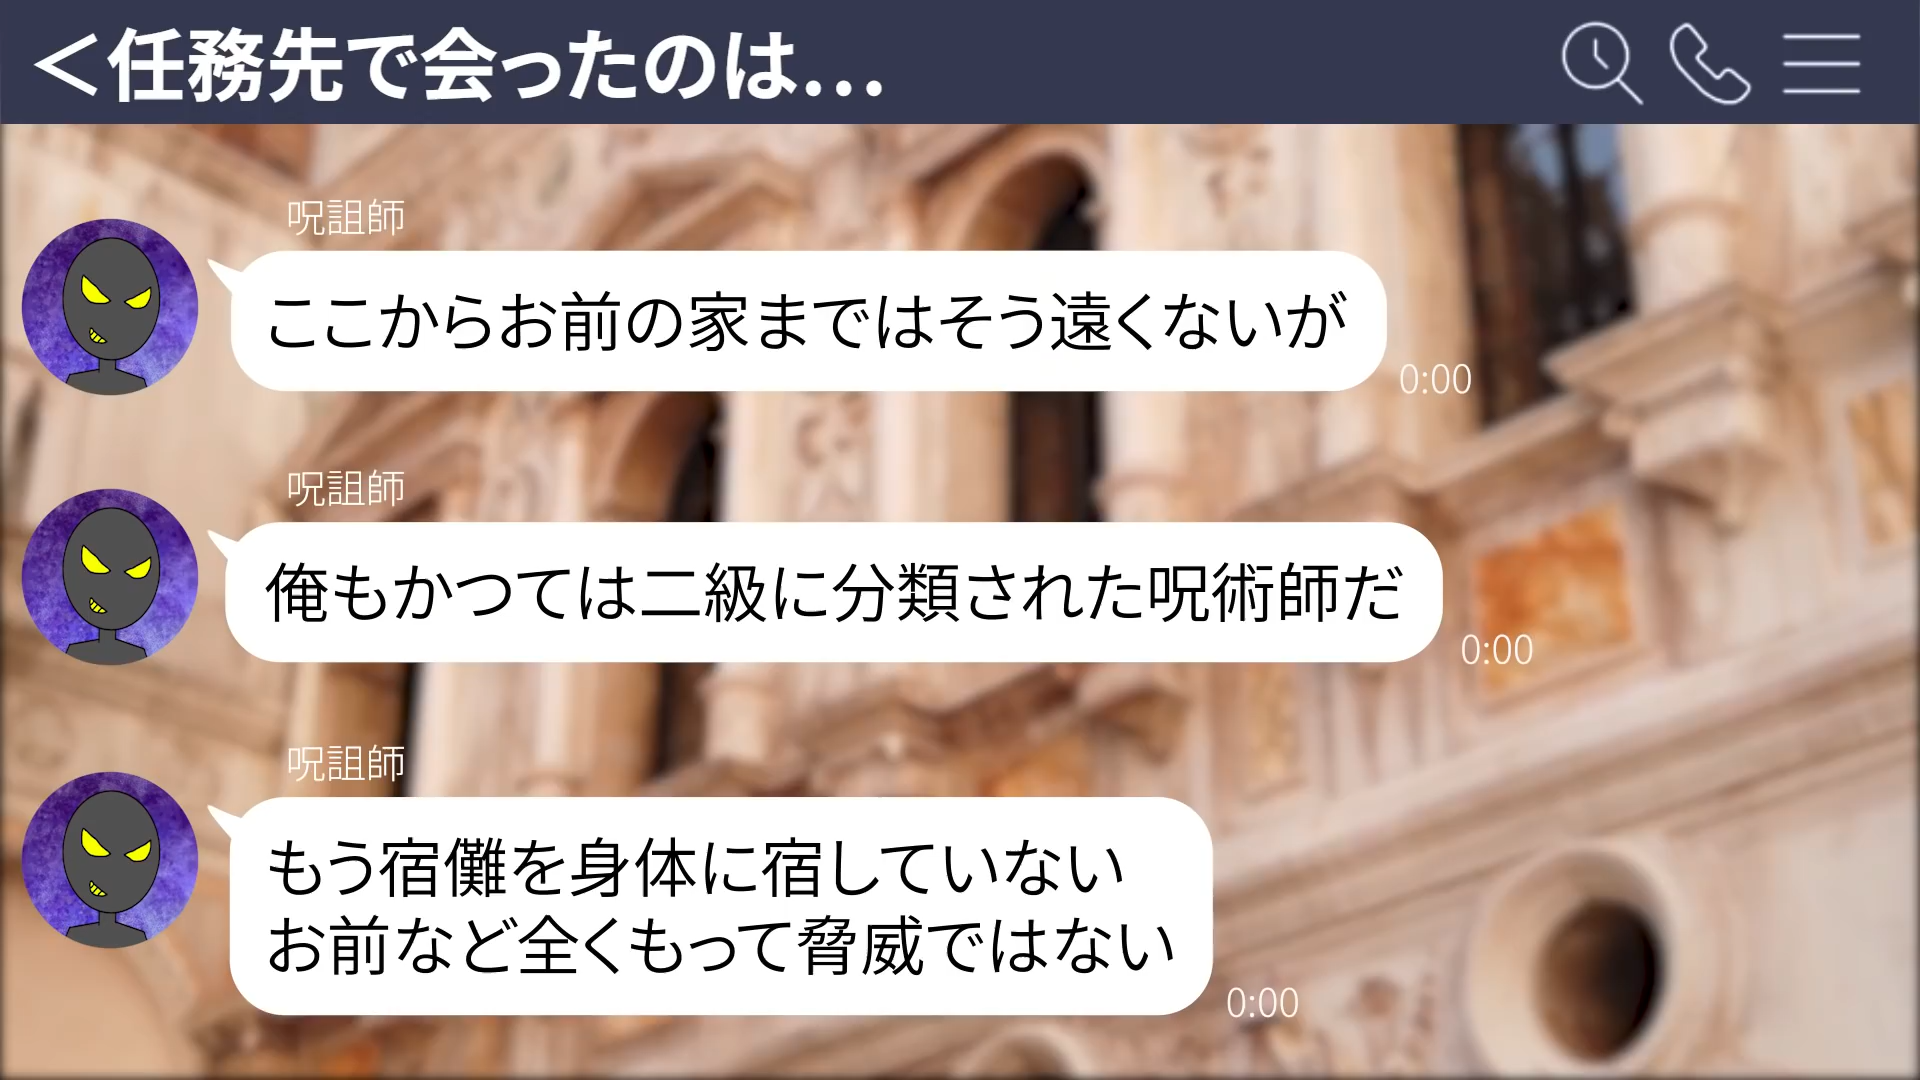 ＜任務先で会ったのは…
呪詛師
ここからお前の家まではそう遠くないが
0:00
呪詛師
俺もかつては二級に分類された呪術師だ
0:00
呪詛師
もう宿儺を身体に宿していない
お前など全くもって脅威ではない
0:00